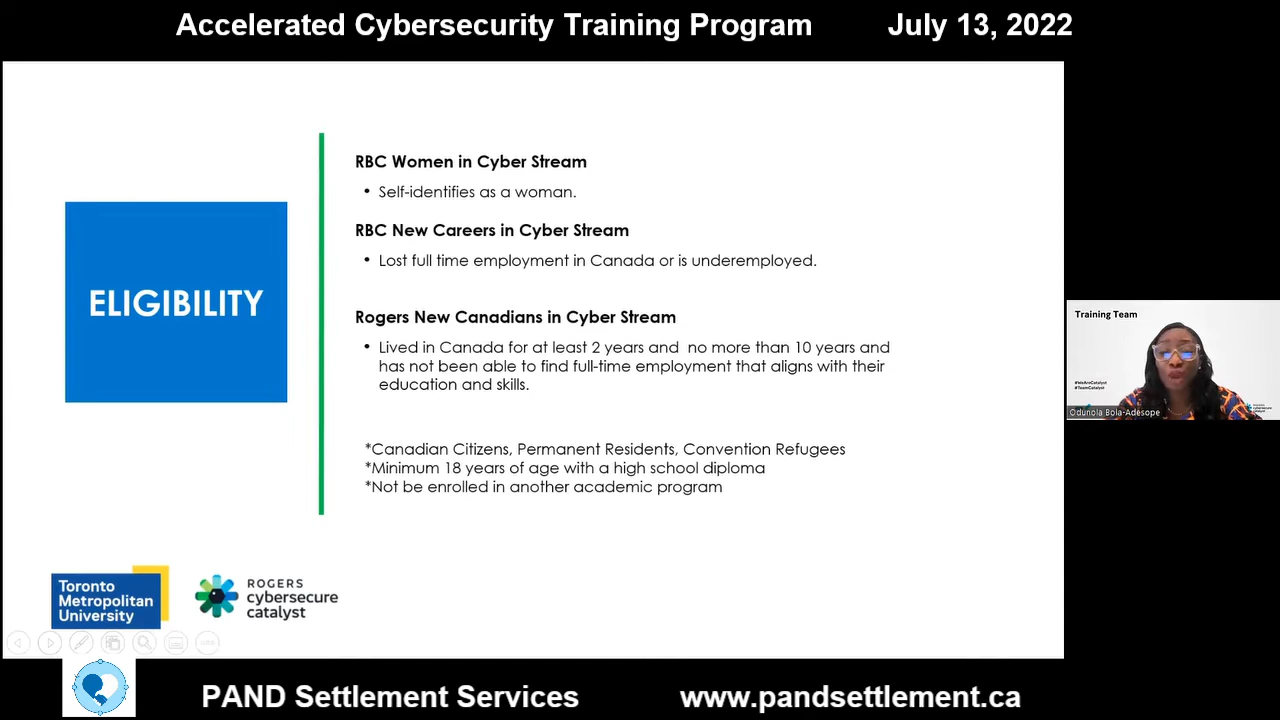 Accelerated Cybersecurity Training Program July 13, 2022
RBC Women in Cyber Stream
• Self-identifies as a woman.
RBC New Careers in Cyber Stream
• Lost full time employment in Canada or is underemployed.
ELIGIBILITY
Rogers New Canadians in Cyber Stream
• Lived in Canada for at least 2 years and no more than 10 years and
has not been able to find full-time employment that aligns with their
education and skills.
*Canadian Citizens, Permanent Residents, Convention Refugees
*Minimum 18 years of age with a high school diploma
*Not be enrolled in another academic program
Training Team
#WeAreCatalyst
#TeamCatalyst
Odunola Bola-Adesope
Toronto
Metropolitan
University
ROGERS
cybersecure
catalyst
PAND Settlement Services www.pandsettlement.ca